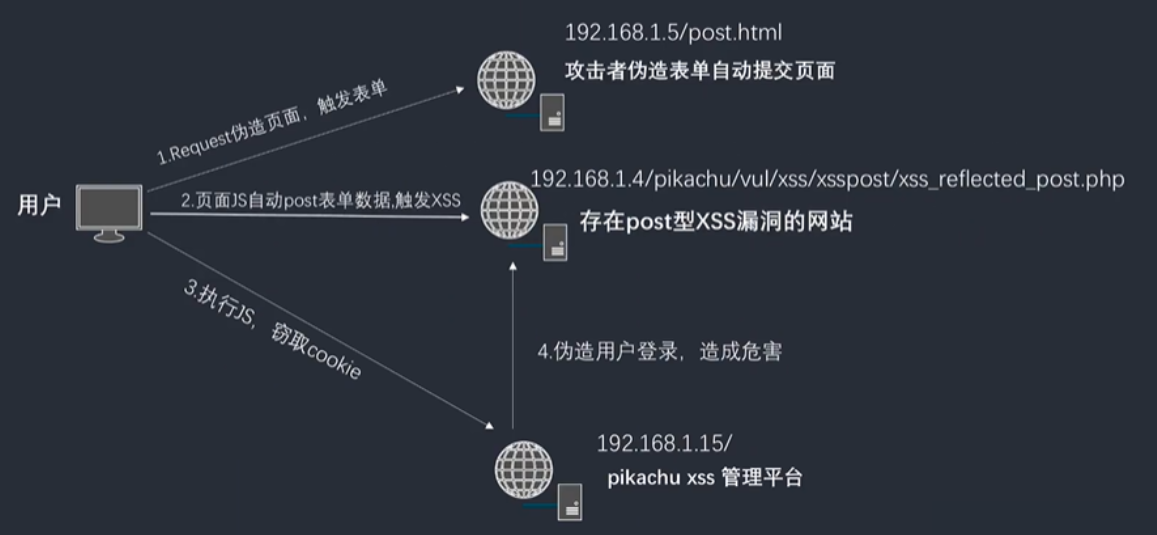 192.168.1.5/post.html
攻击者伪造表单自动提交页面
1.Request伪造页面，触发表单
192.168.1.4/pikachu/vul/xss/xsspost/xss_reflected_post.php
2.页面JS自动post表单数据,触发XSS
用户
存在post型XSS漏洞的网站
3.执行JS，窃取cookie
4.伪造用户登录，造成危害
192.168.1.15/
pikachu xss 管理平台